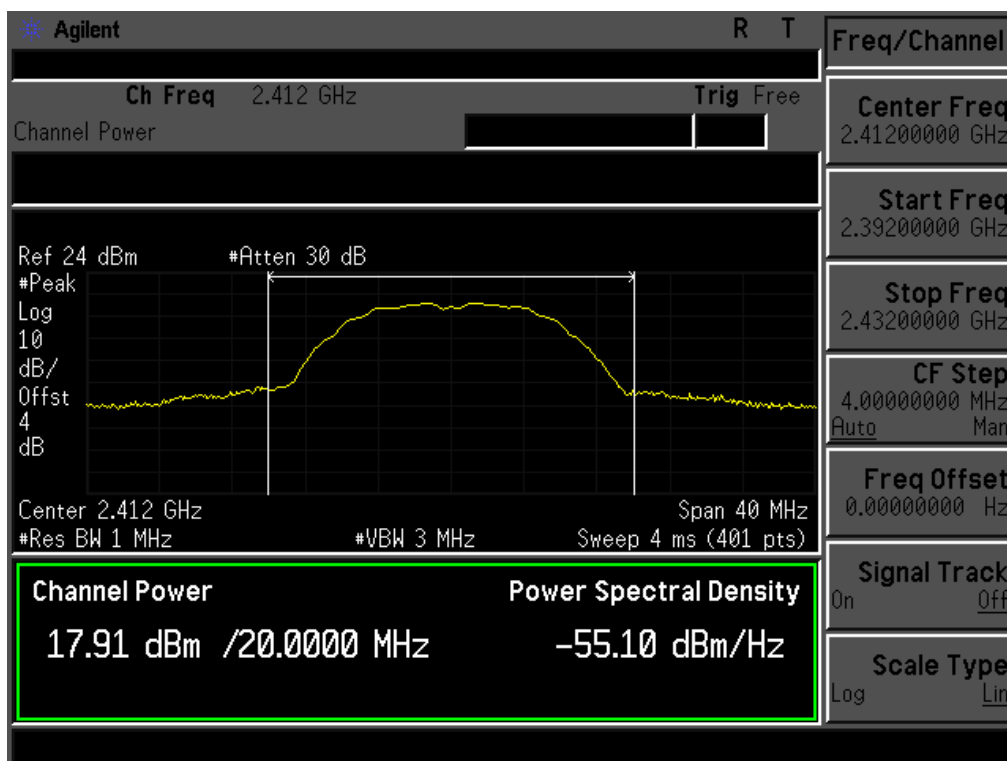 Agilent R T
Freq/Channel
Ch Freq 2.412 GHz Trig Free
Channel Power
Center Freq
2.41200000 GHz
Start Freq
2.39200000 GHz
Stop Freq
2.43200000 GHz
CF Step
4.00000000 MHz
Auto Man
Freq Offset
0.00000000 Hz
Signal Track
On Off
Scale Type
Log Lin
Ref 24 dBm #Atten 30 dB
#Peak
Log
10
dB/
Offst
4
dB
Center 2.412 GHz Span 40 MHz
#Res BW 1 MHz #VBW 3 MHz Sweep 4 ms (401 pts)
Channel Power Power Spectral Density
17.91 dBm /20.0000 MHz -55.10 dBm/Hz